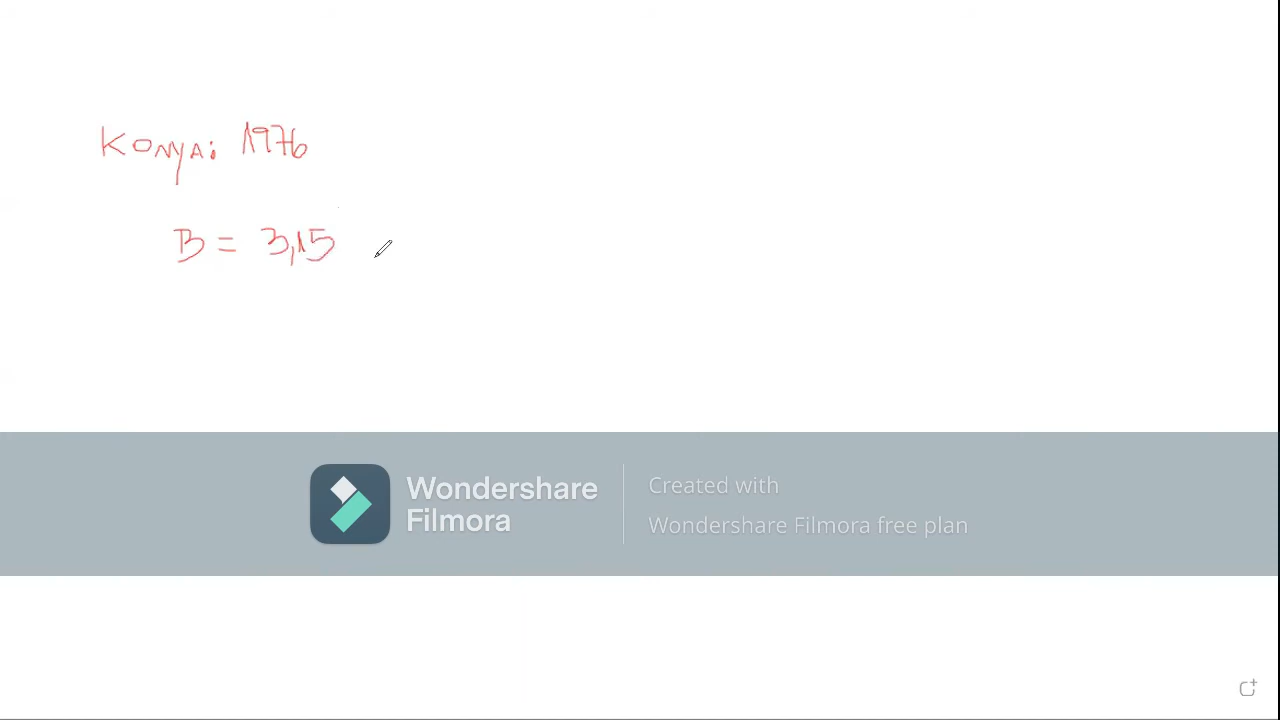 Konya: 1976
B = 3,15
Wondershare
Filmora
Created with
Wondershare Filmora free plan